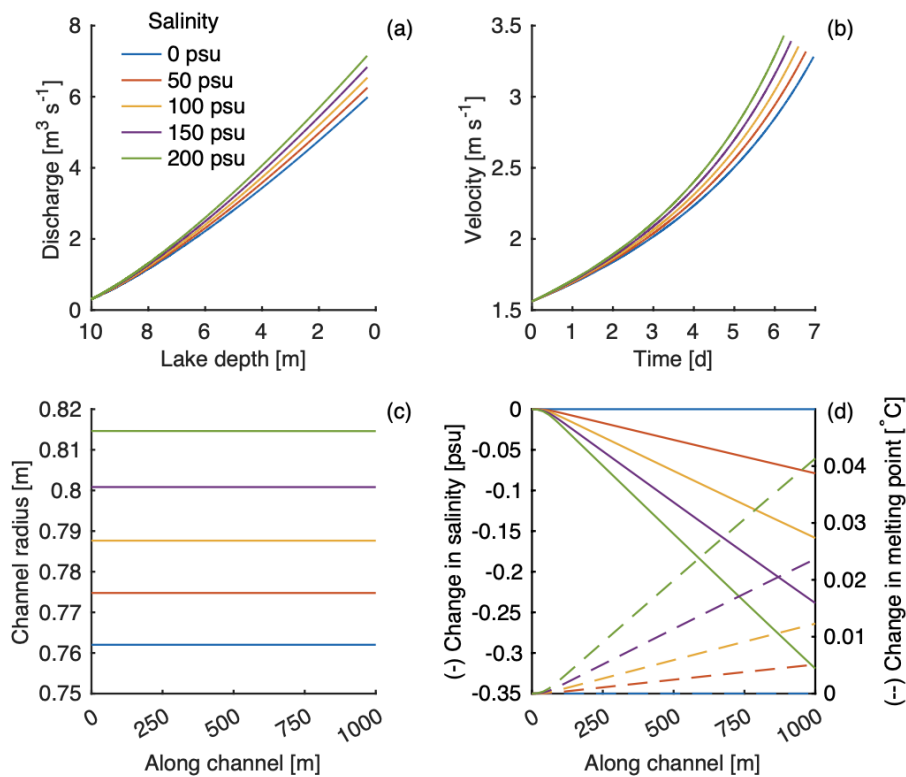 Salinity
0 psu
50 psu
100 psu
150 psu
200 psu
(a)
8
6
4
2
0
Discharge [m³ s⁻¹]
10 8 6 4 2 0
Lake depth [m]
(b)
3.5
3
2.5
2
1.5
Velocity [m s⁻¹]
0 1 2 3 4 5 6 7
Time [d]
(c)
0.82
0.81
0.8
0.79
0.78
0.77
0.76
0.75
Channel radius [m]
0 250 500 750 1000
Along channel [m]
(d)
0
-0.05
-0.1
-0.15
-0.2
-0.25
-0.3
-0.35
(-) Change in salinity [psu]
0.04
0.03
0.02
0.01
0
(--) Change in melting point [°C]
0 250 500 750 1000
Along channel [m]